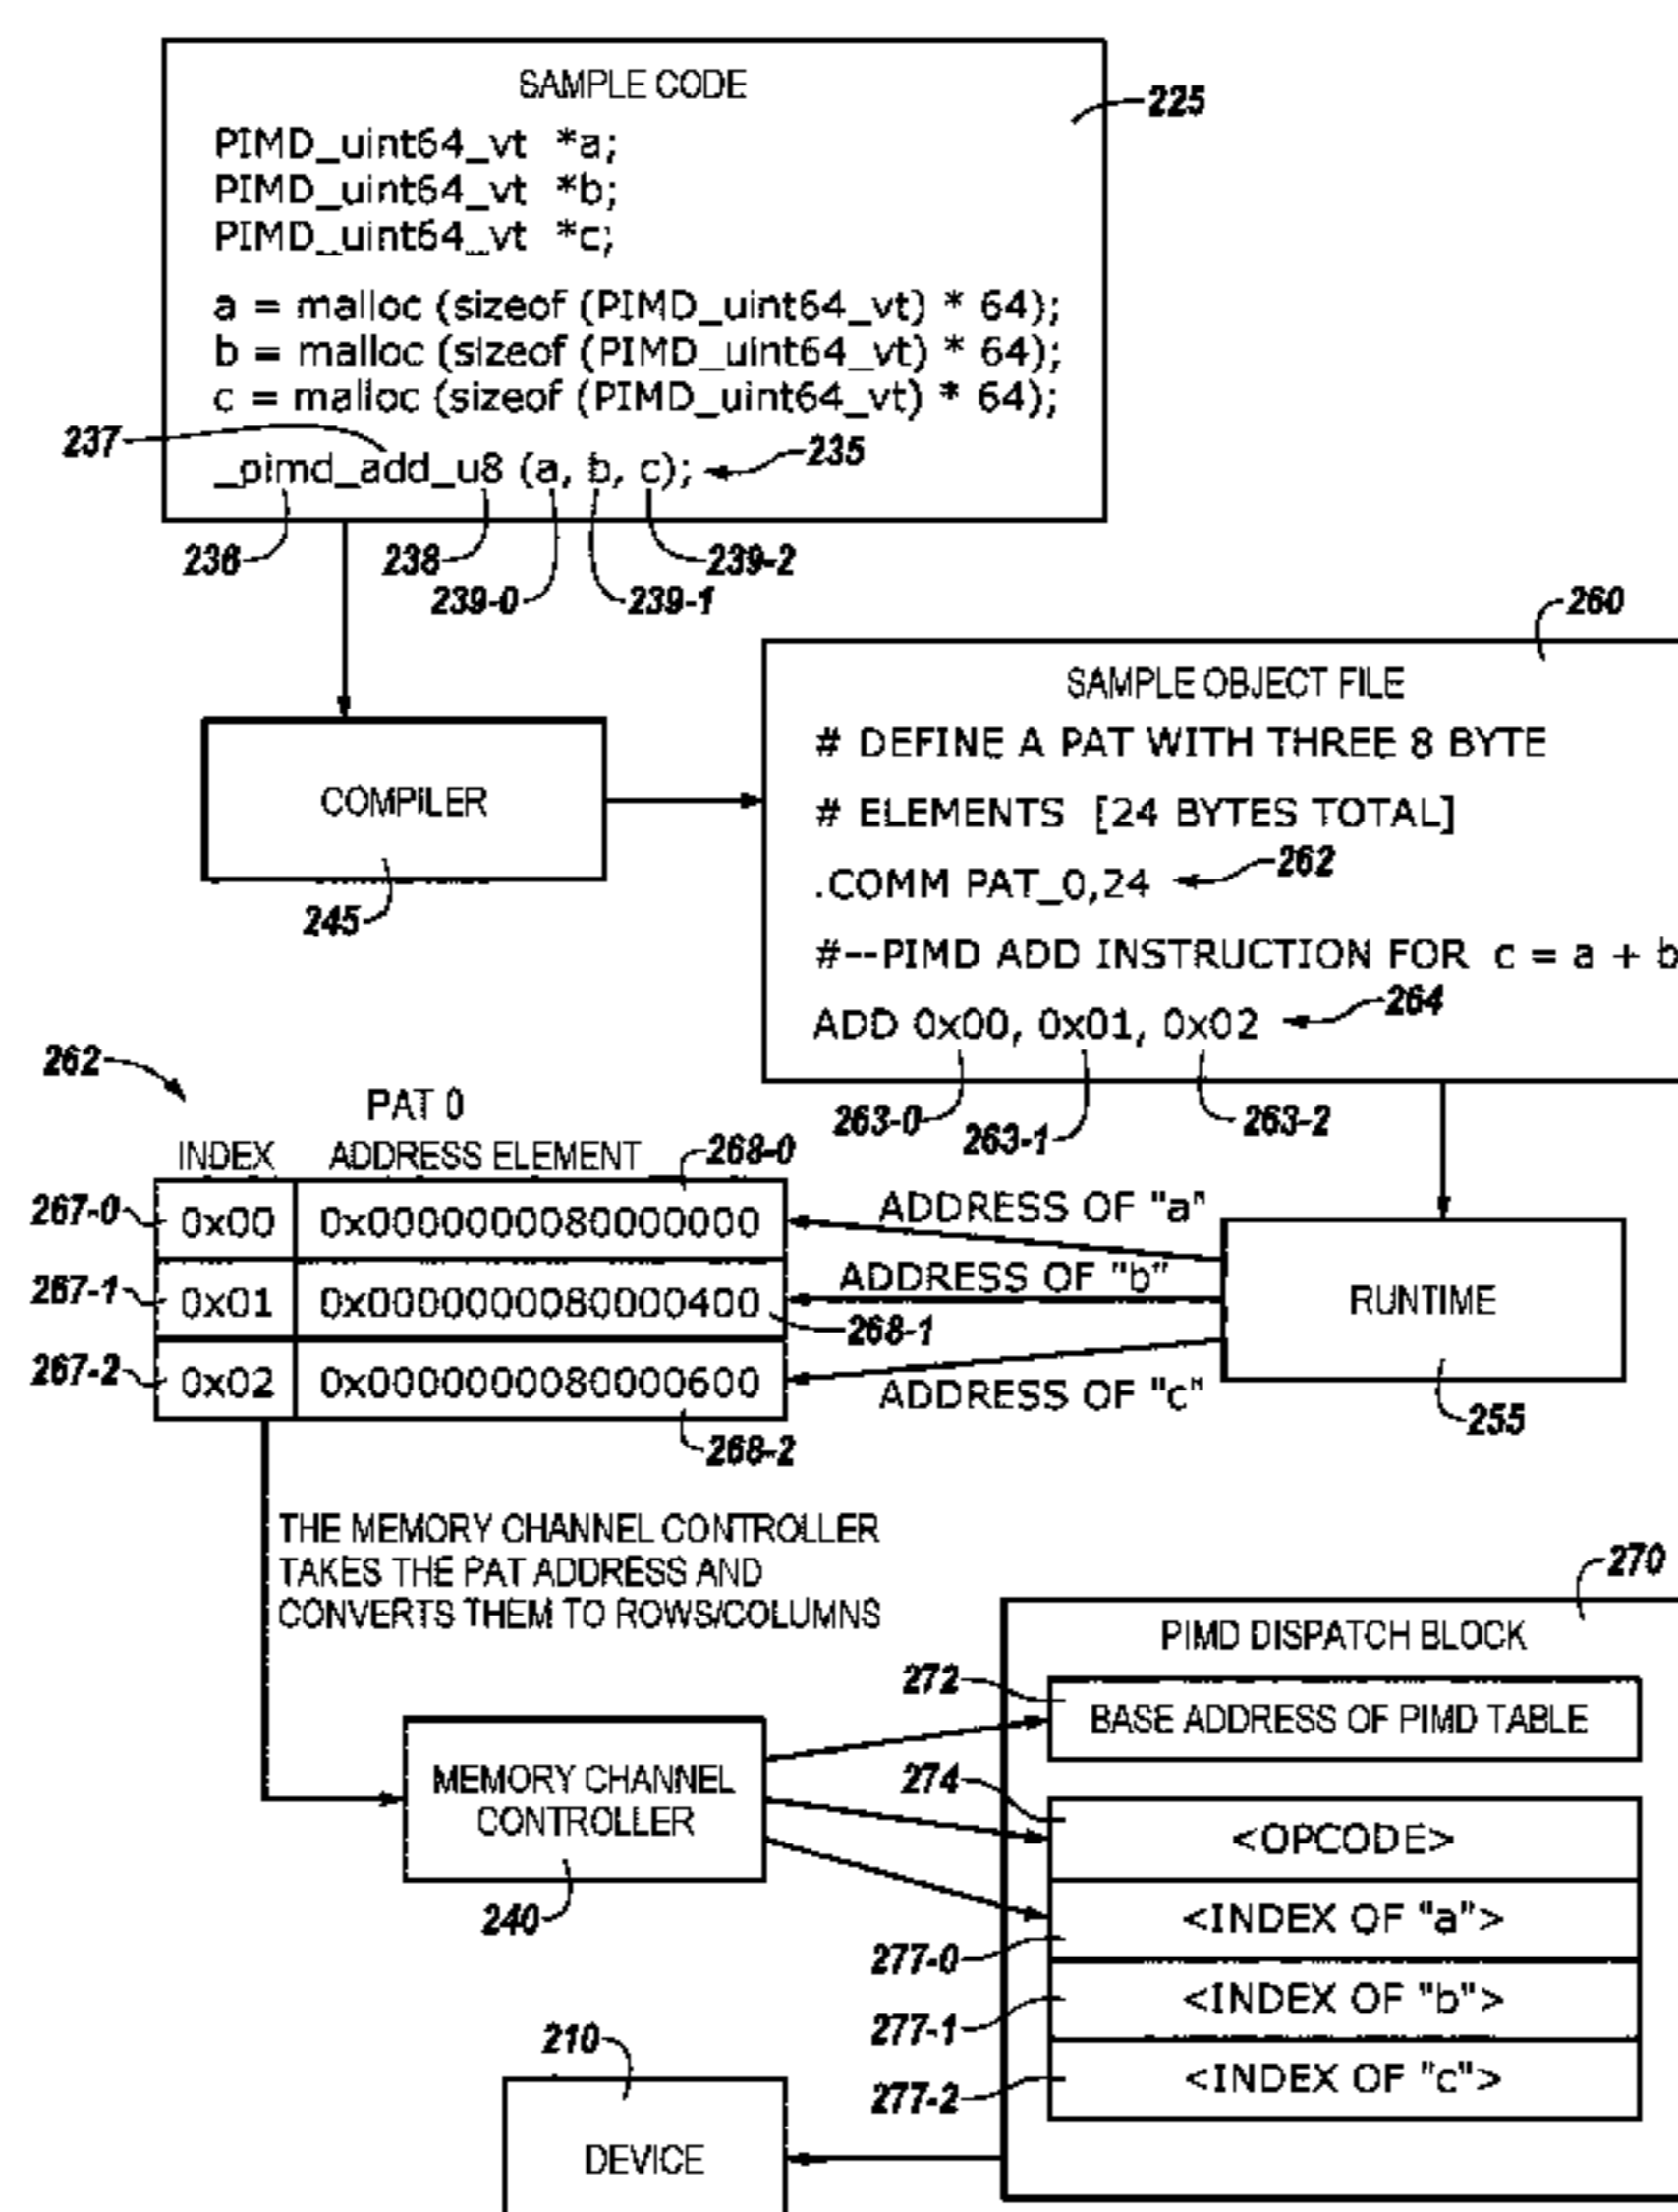 SAMPLE CODE
225
PIMD_uint64_vt *a;
PIMD_uint64_vt *b;
PIMD_uint64_vt *c;
a = malloc (sizeof (PIMD_uint64_vt) * 64);
b = malloc (sizeof (PIMD_uint64_vt) * 64);
c = malloc (sizeof (PIMD_uint64_vt) * 64);
237
_pimd_add_u8 (a, b, c);
235
236
238
239-2
239-0
239-1
260
SAMPLE OBJECT FILE
# DEFINE A PAT WITH THREE 8 BYTE
# ELEMENTS [24 BYTES TOTAL]
.COMM PAT_0,24
262
#--PIMD ADD INSTRUCTION FOR c = a + b
ADD 0x00, 0x01, 0x02
264
263-0
263-1
263-2
COMPILER
245
262
PAT 0
INDEX ADDRESS ELEMENT
268-0
267-0
0x00 0x0000000080000000
ADDRESS OF "a"
267-1
0x01 0x0000000080000400
ADDRESS OF "b"
268-1
267-2
0x02 0x0000000080000600
ADDRESS OF "c"
268-2
RUNTIME
255
THE MEMORY CHANNEL CONTROLLER
TAKES THE PAT ADDRESS AND
CONVERTS THEM TO ROWS/COLUMNS
270
PIMD DISPATCH BLOCK
272
BASE ADDRESS OF PIMD TABLE
MEMORY CHANNEL
CONTROLLER
240
274
<OPCODE>
<INDEX OF "a">
277-0
<INDEX OF "b">
277-1
<INDEX OF "c">
277-2
210
DEVICE